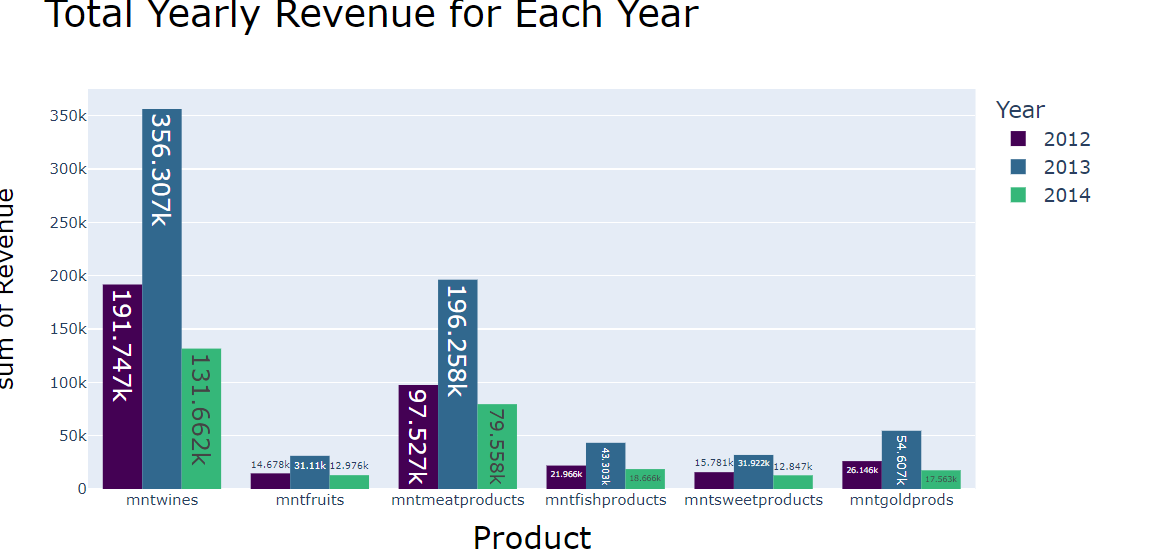 Total Yearly Revenue for Each Year
sum of Revenue
350k
300k
250k
200k
150k
100k
50k
0
191.747k
356.307k
131.662k
14.678k
31.11k
12.976k
97.527k
196.258k
79.558k
21.966k
43.303k
18.666k
15.781k
31.922k
12.847k
26.146k
54.607k
17.563k
mntwines
mntfruits
mntmeatproducts
mntfishproducts
mntsweetproducts
mntgoldprods
Product
Year
2012
2013
2014